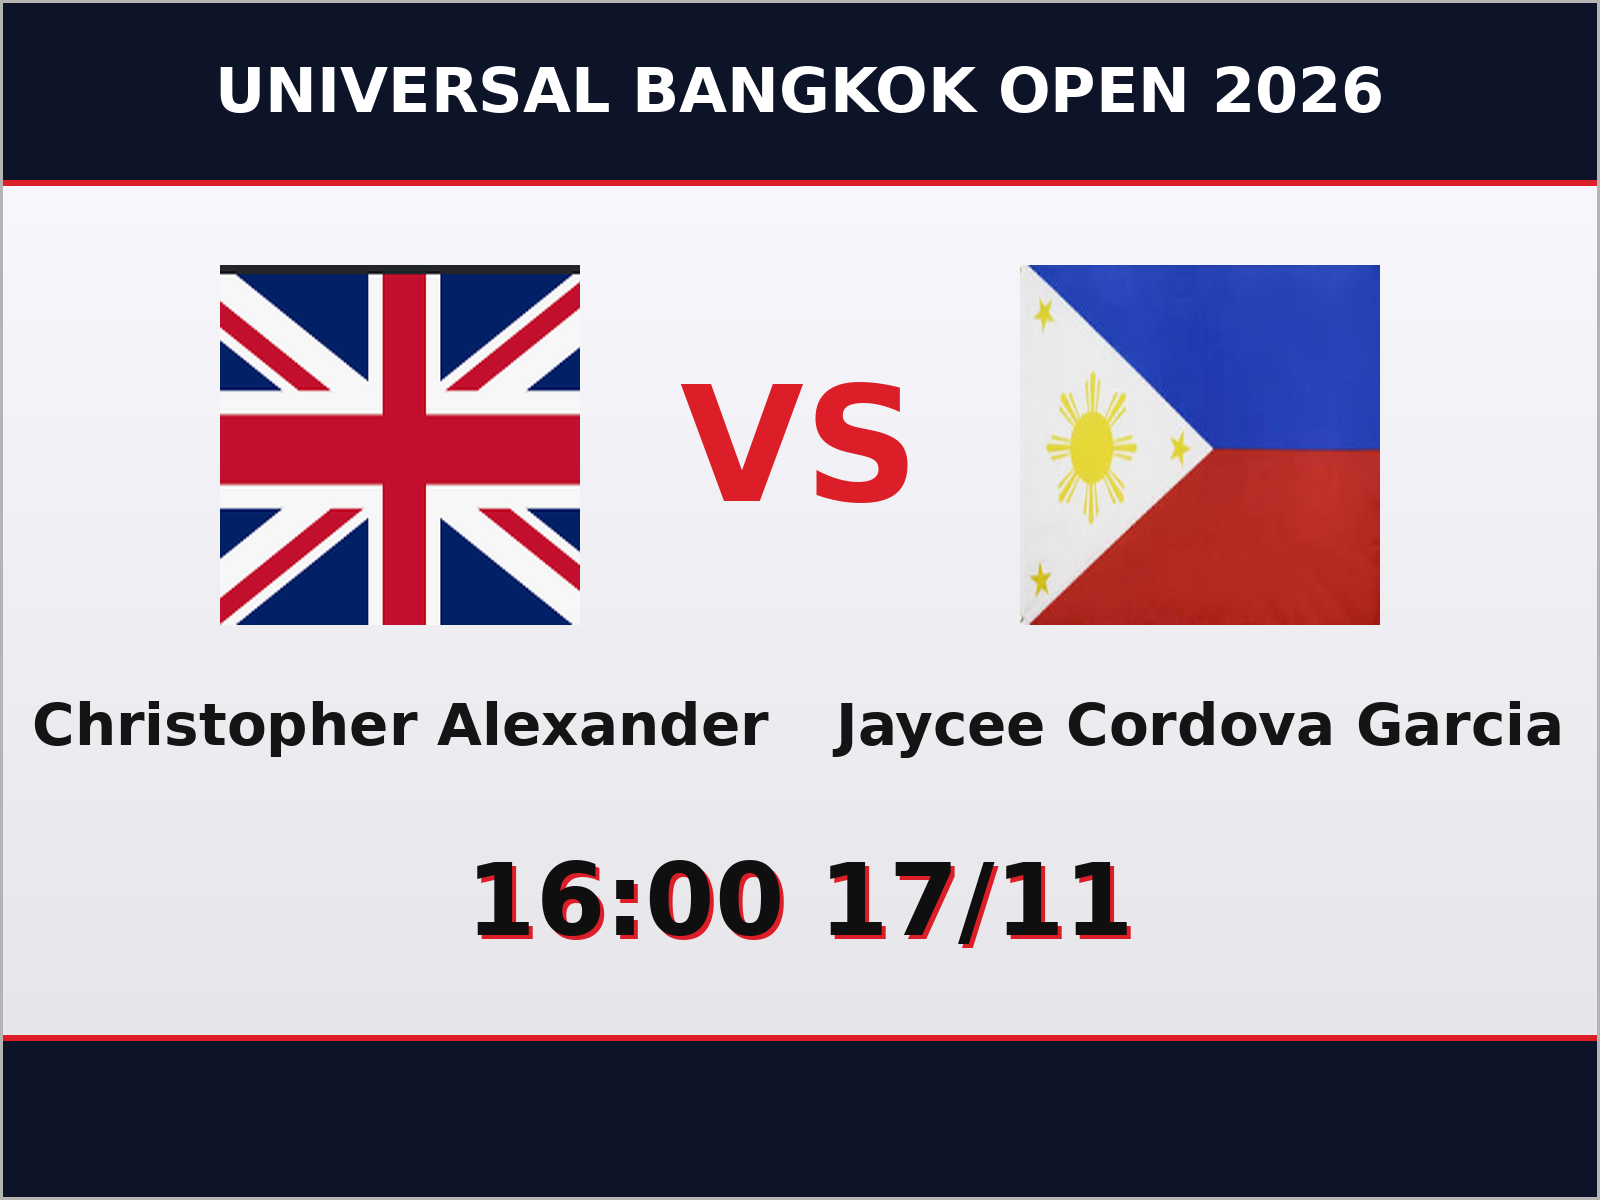 UNIVERSAL BANGKOK OPEN 2026
VS
Christopher Alexander
Jaycee Cordova Garcia
16:00 17/11